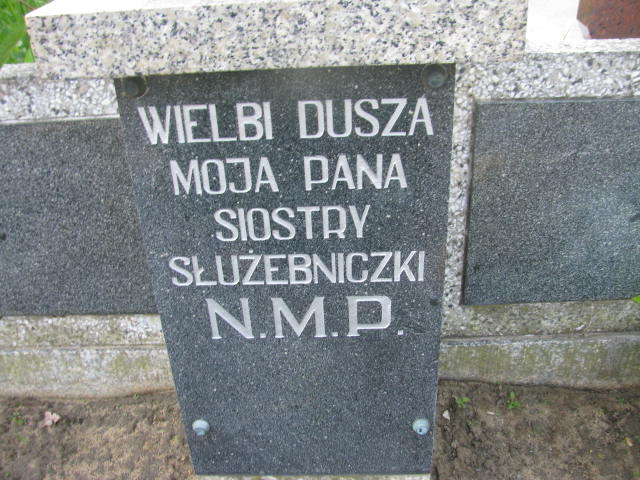 WIELBI DUSZA
MOJA PANA
SIOSTRY
SŁUŻEBNICZKI
N.M.P.